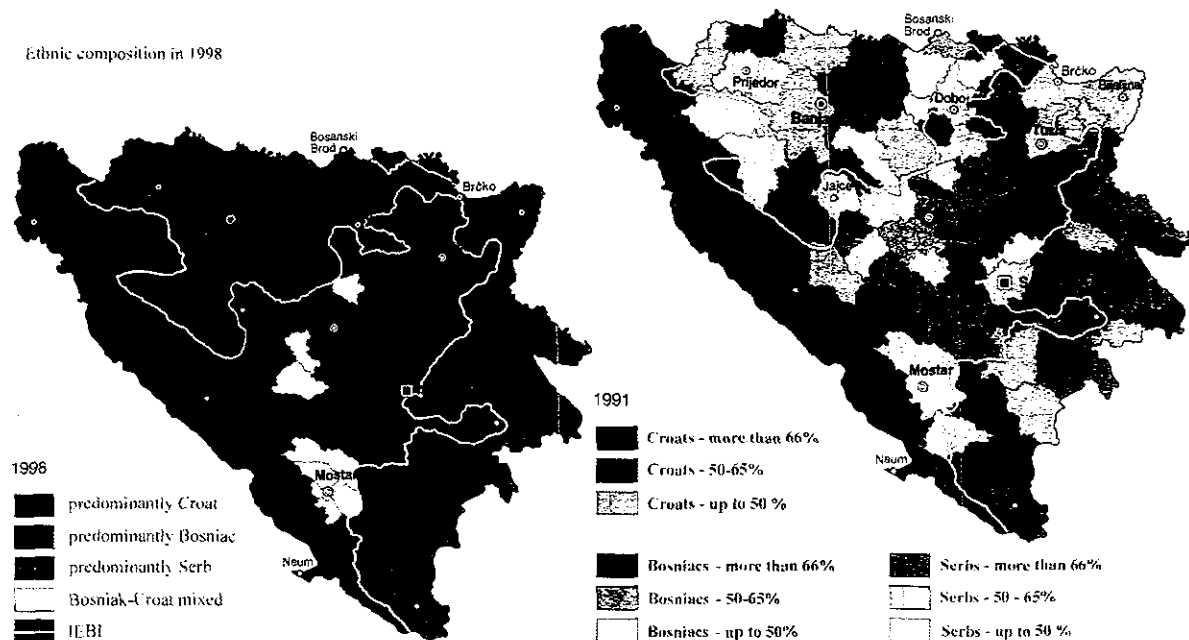 Ethnic composition in 1998
Bosanski
Brod
Brčko
Mostar
Neum
1998
predominantly Croat
predominantly Bosniac
predominantly Serb
Bosniak-Croat mixed
IEBL
Bosanski
Brod
Brčko
Prijedor
Bijeljina
Doboj
Banja
Tuzla
Jajce
S
Mostar
Neum
1991
Croats - more than 66%
Croats - 50-65%
Croats - up to 50 %
Bosniacs - more than 66%
Bosniacs - 50-65%
Bosniacs - up to 50%
Serbs - more than 66%
Serbs - 50 - 65%
Serbs - up to 50 %